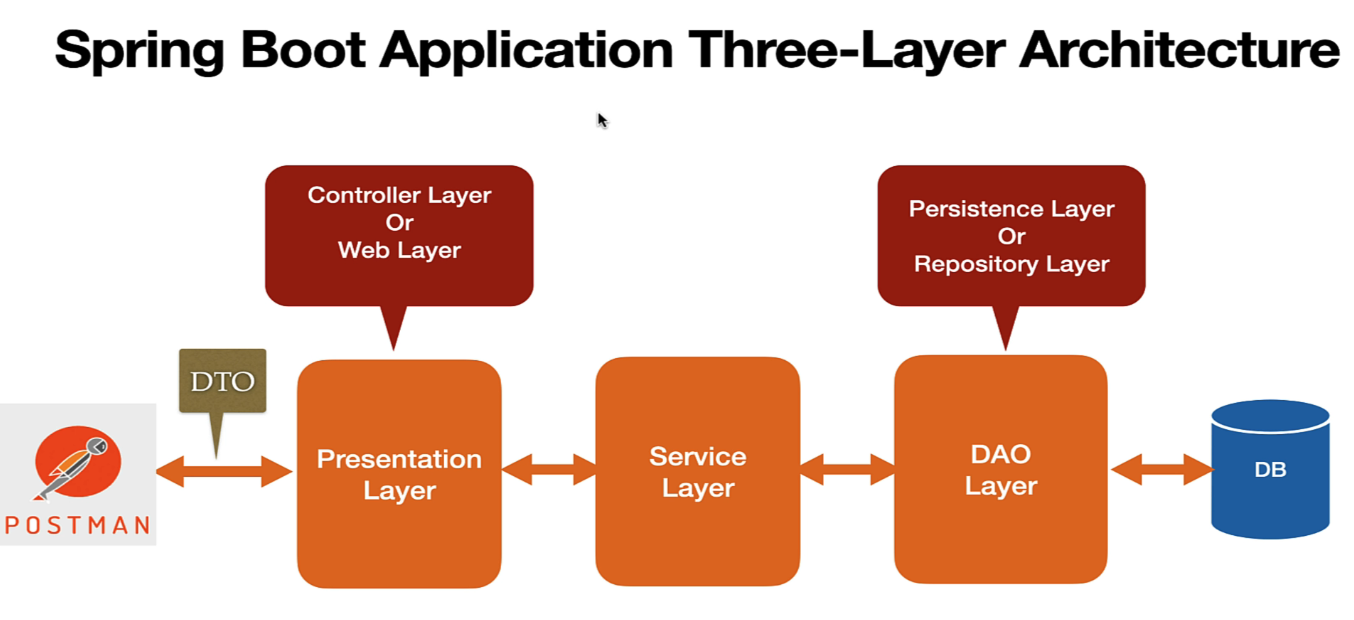 Spring Boot Application Three-Layer Architecture
Controller Layer
Or
Web Layer
Persistence Layer
Or
Repository Layer
DTO
POSTMAN
Presentation
Layer
Service
Layer
DAO
Layer
DB